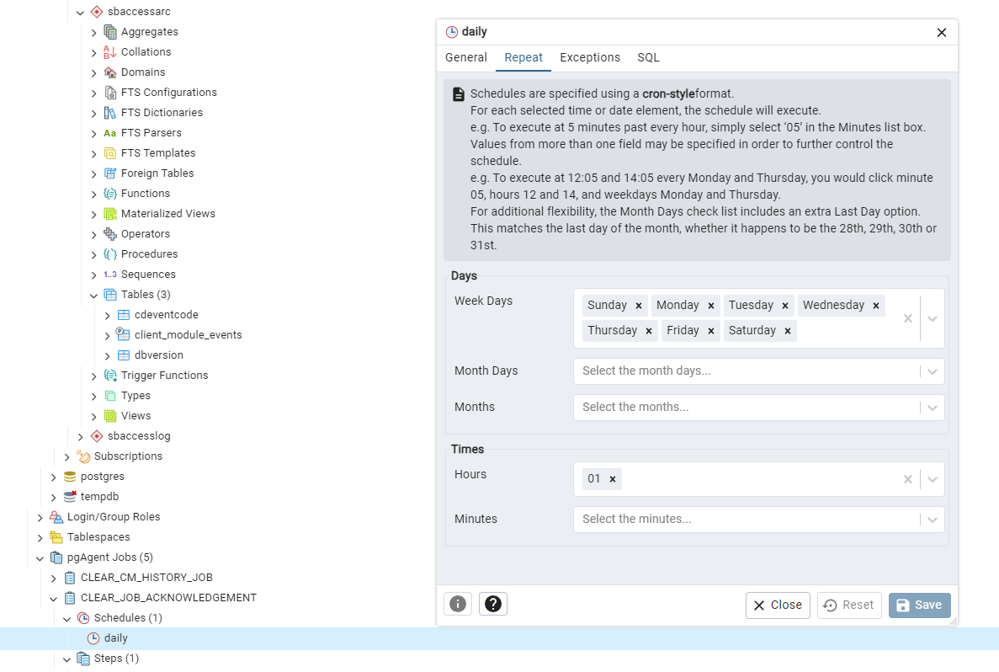 sbaccessarc
Aggregates
Collations
Domains
FTS Configurations
FTS Dictionaries
Aa FTS Parsers
FTS Templates
Foreign Tables
Functions
Materialized Views
Operators
Procedures
1..3 Sequences
Tables (3)
cdeventcode
client_module_events
dbversion
Trigger Functions
Types
Views
sbaccesslog
Subscriptions
postgres
tempdb
Login/Group Roles
Tablespaces
pgAgent Jobs (5)
CLEAR_CM_HISTORY_JOB
CLEAR_JOB_ACKNOWLEDGEMENT
Schedules (1)
daily
Steps (1)
daily
General Repeat Exceptions SQL
Schedules are specified using a cron-styleformat.
For each selected time or date element, the schedule will execute.
e.g. To execute at 5 minutes past every hour, simply select ‘05’ in the Minutes list box.
Values from more than one field may be specified in order to further control the
schedule.
e.g. To execute at 12:05 and 14:05 every Monday and Thursday, you would click minute
05, hours 12 and 14, and weekdays Monday and Thursday.
For additional flexibility, the Month Days check list includes an extra Last Day option.
This matches the last day of the month, whether it happens to be the 28th, 29th, 30th or
31st.
Days
Week Days Sunday Monday Tuesday Wednesday
Thursday Friday Saturday
Month Days Select the month days...
Months Select the months...
Times
Hours 01
Minutes Select the minutes...
Close Reset Save